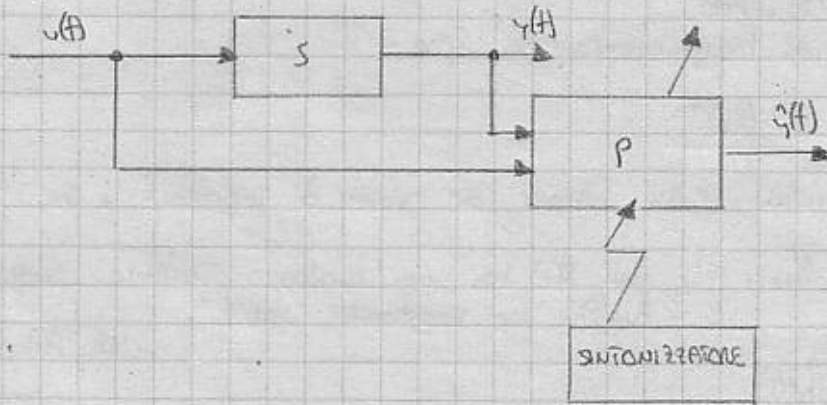 u(t)
S
y(t)
P
ŷ(t)
SINTONIZZATORE